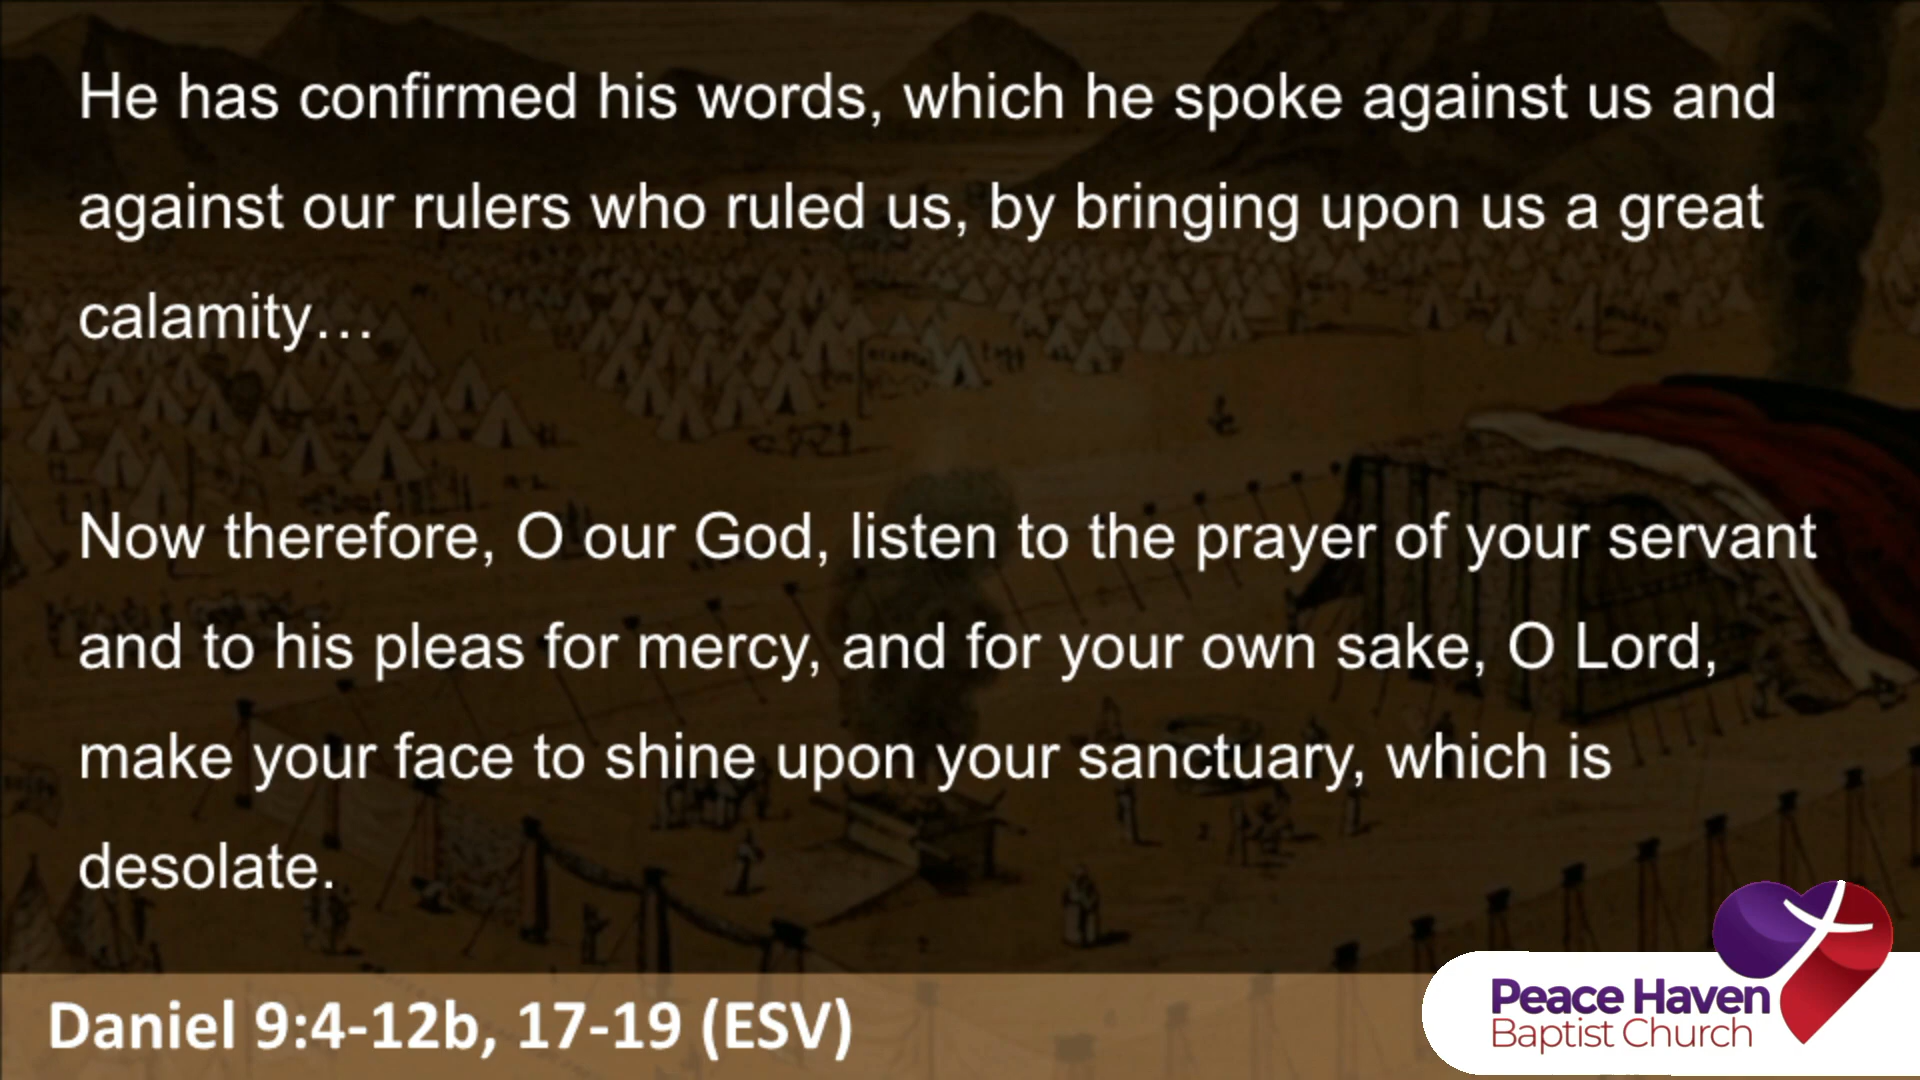 He has confirmed his words, which he spoke against us and
against our rulers who ruled us, by bringing upon us a great
calamity…
Now therefore, O our God, listen to the prayer of your servant
and to his pleas for mercy, and for your own sake, O Lord,
make your face to shine upon your sanctuary, which is
desolate.
Daniel 9:4-12b, 17-19 (ESV)
Peace Haven
Baptist Church